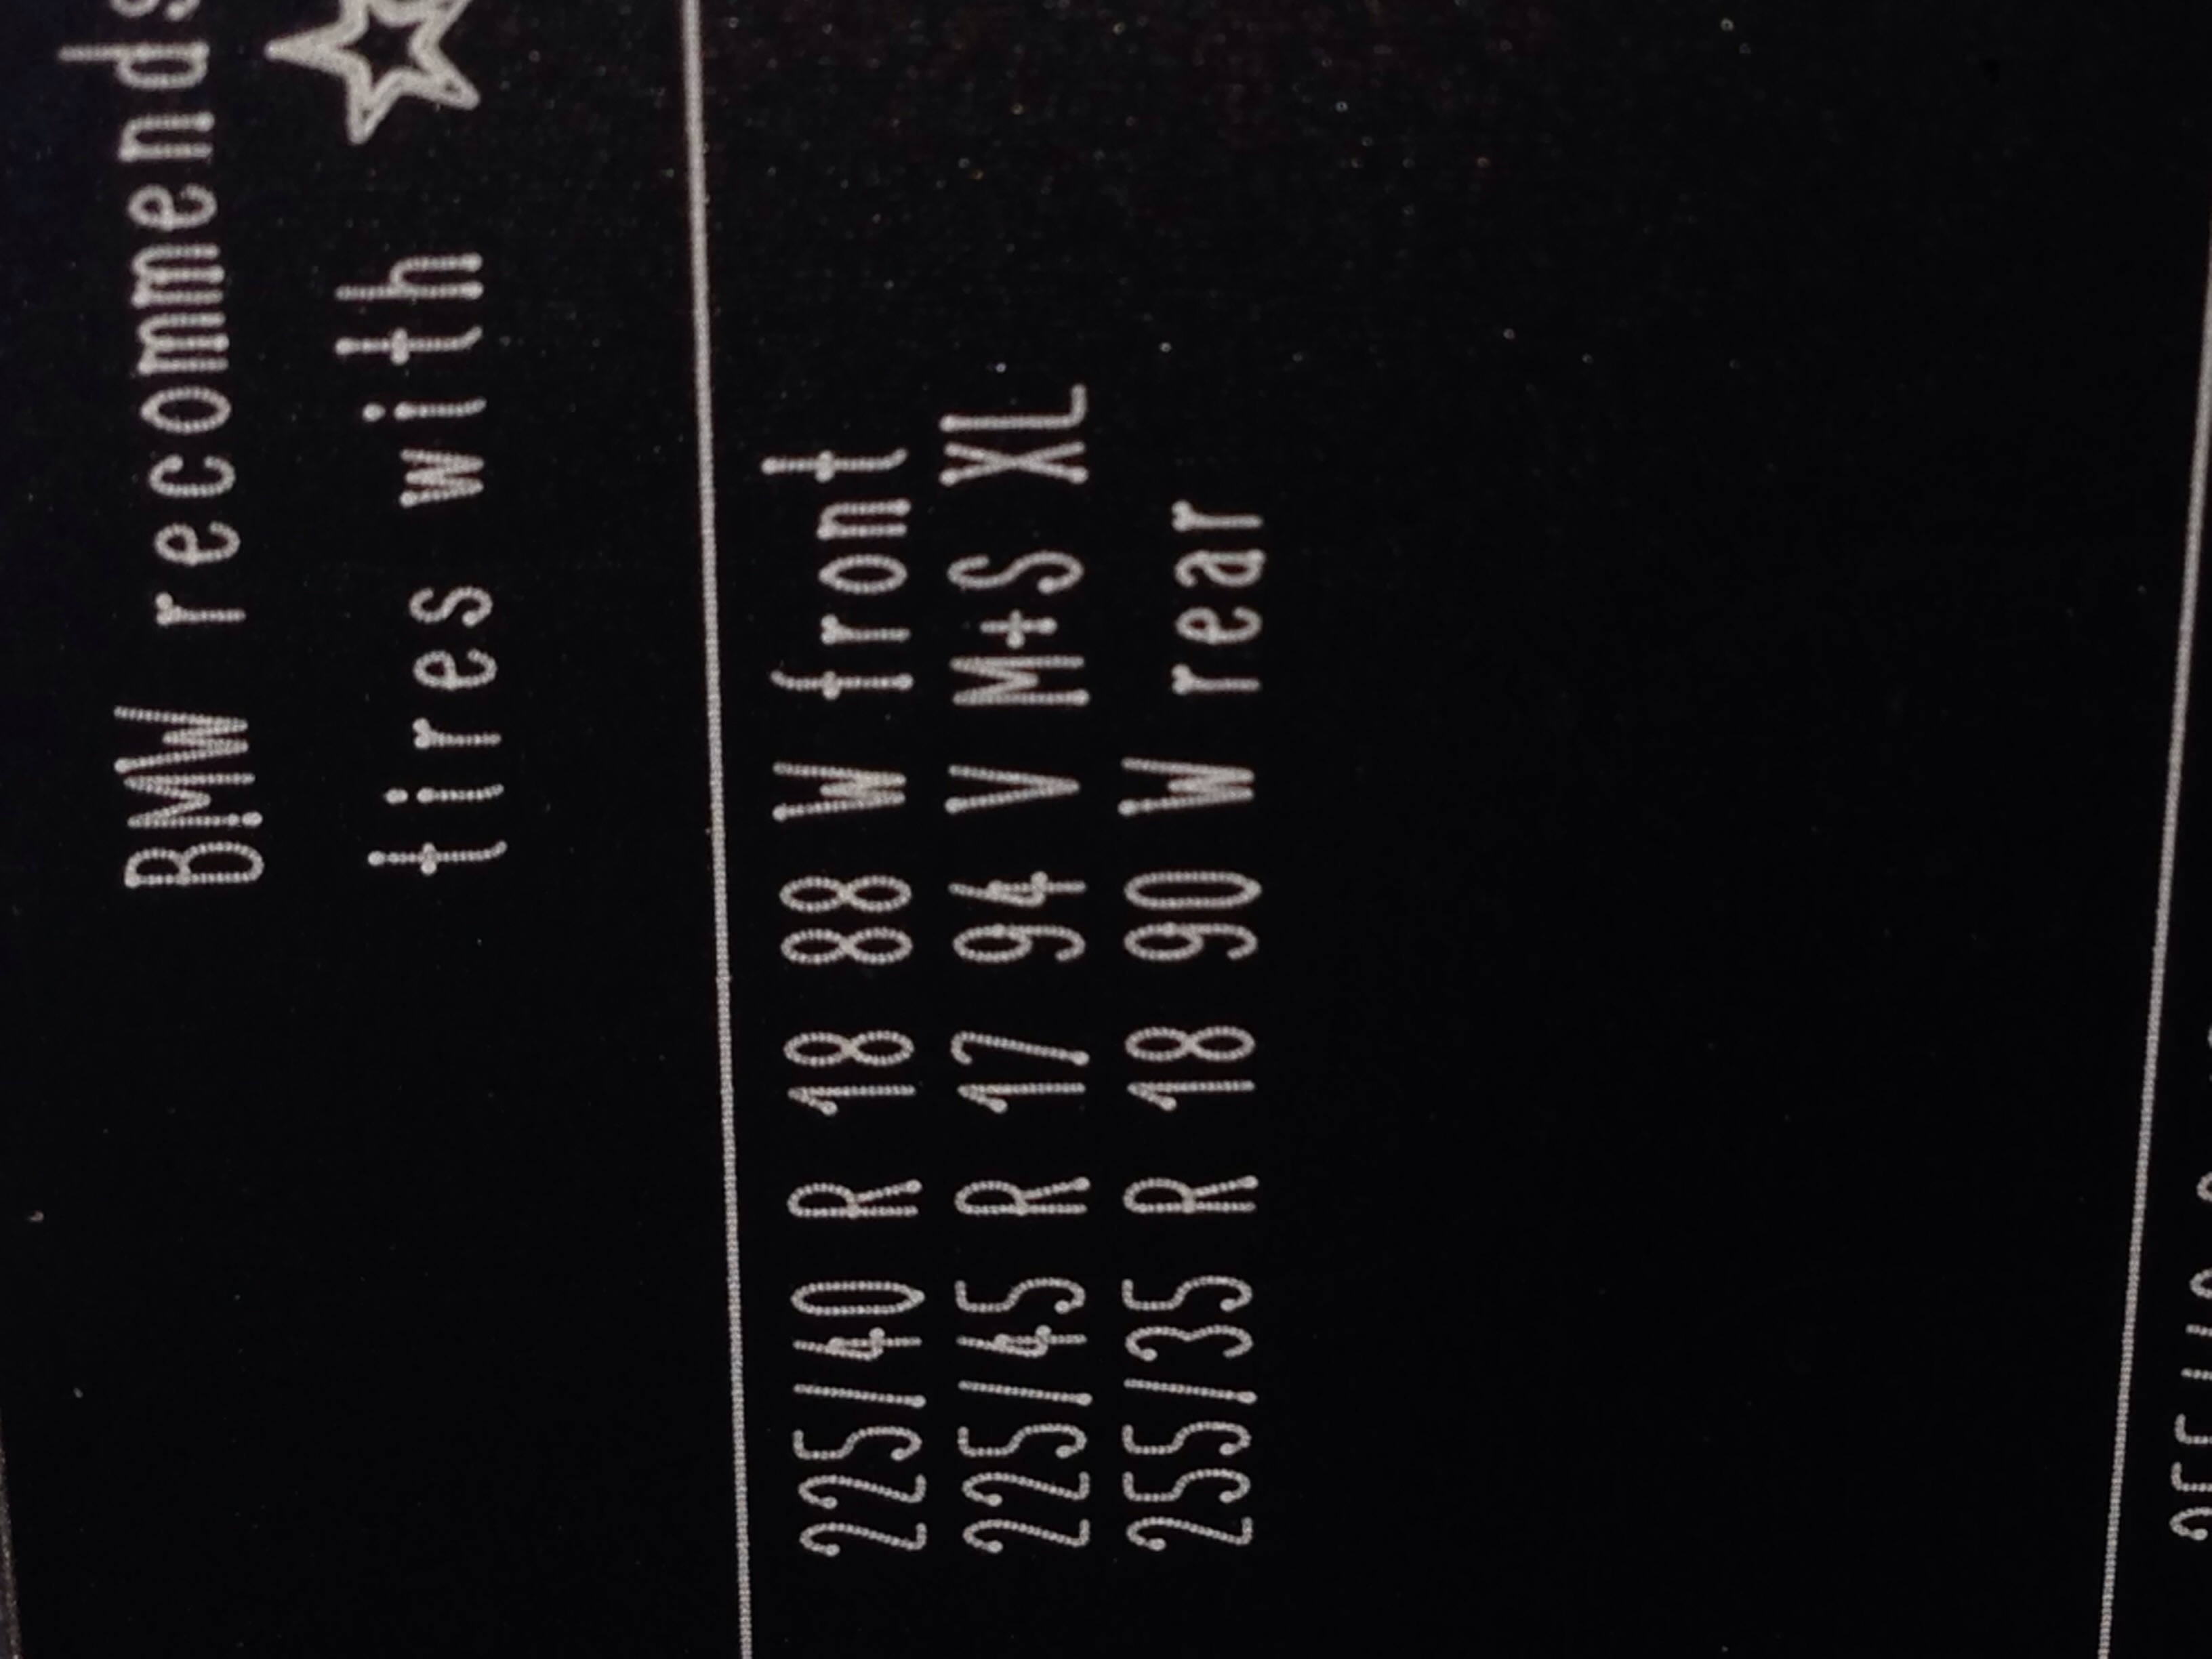 BMW recommends
tires with
225/40 R 18 88 W front
225/45 R 17 94 V M+S XL
255/35 R 18 90 W rear